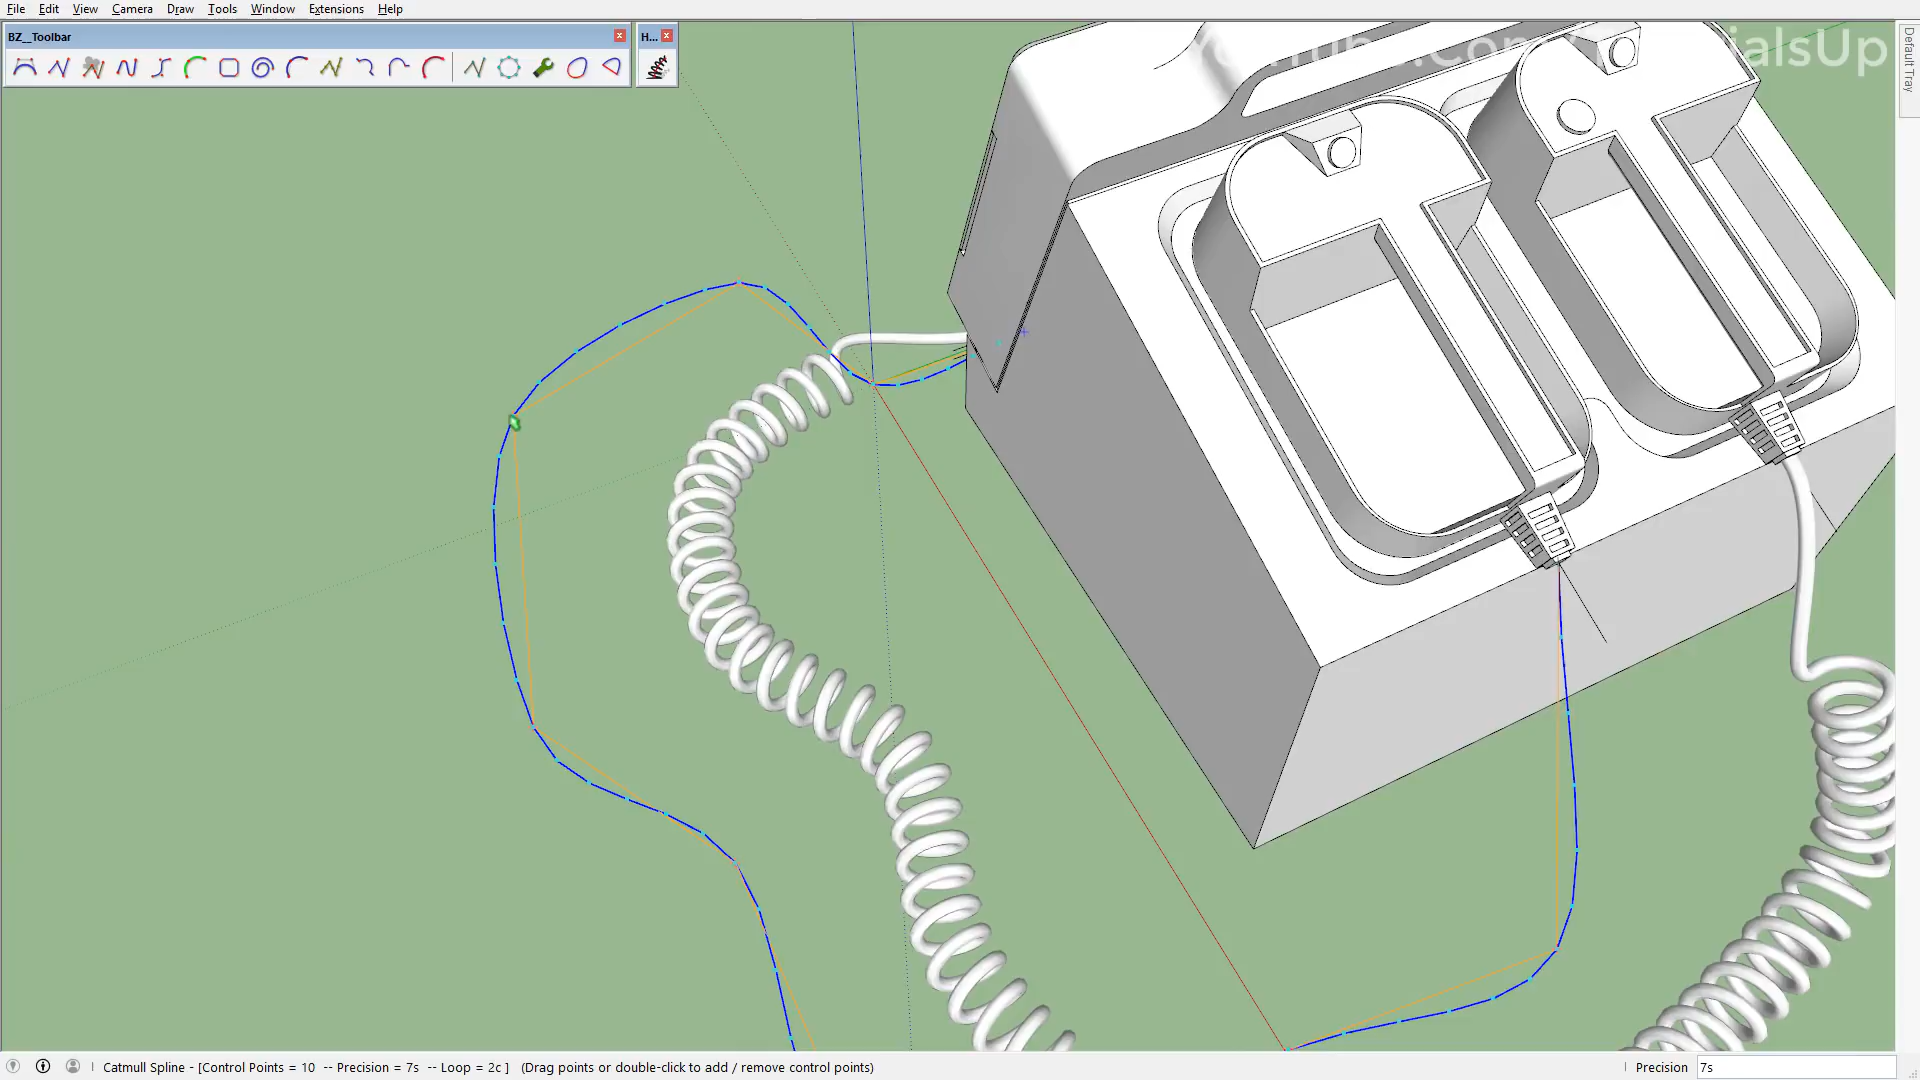 File Edit View Camera Draw Tools Window Extensions Help
BZ__Toolbar
H...
Default Tray
Catmull Spline - [Control Points = 10 -- Precision = 7s -- Loop = 2c ] (Drag points or double-click to add / remove control points)
Precision 7s